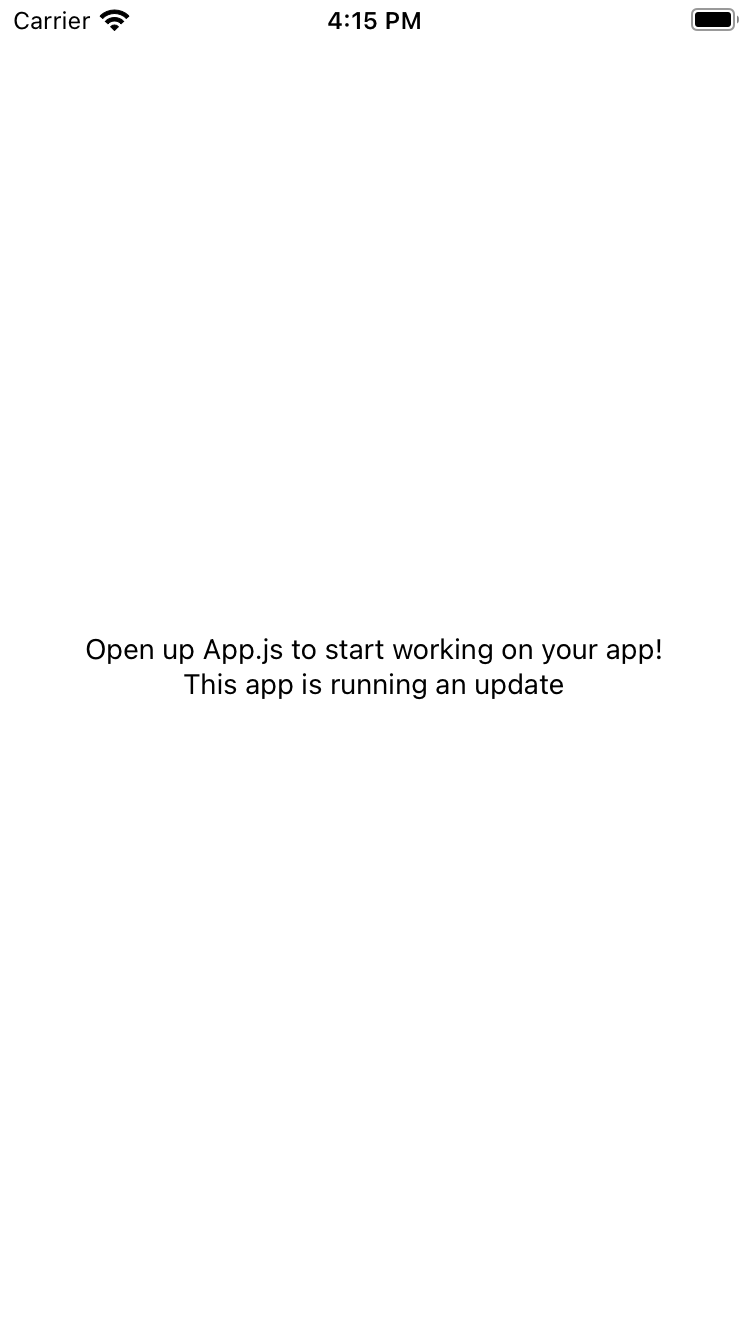 Carrier 4:15 PM
Open up App.js to start working on your app!
This app is running an update